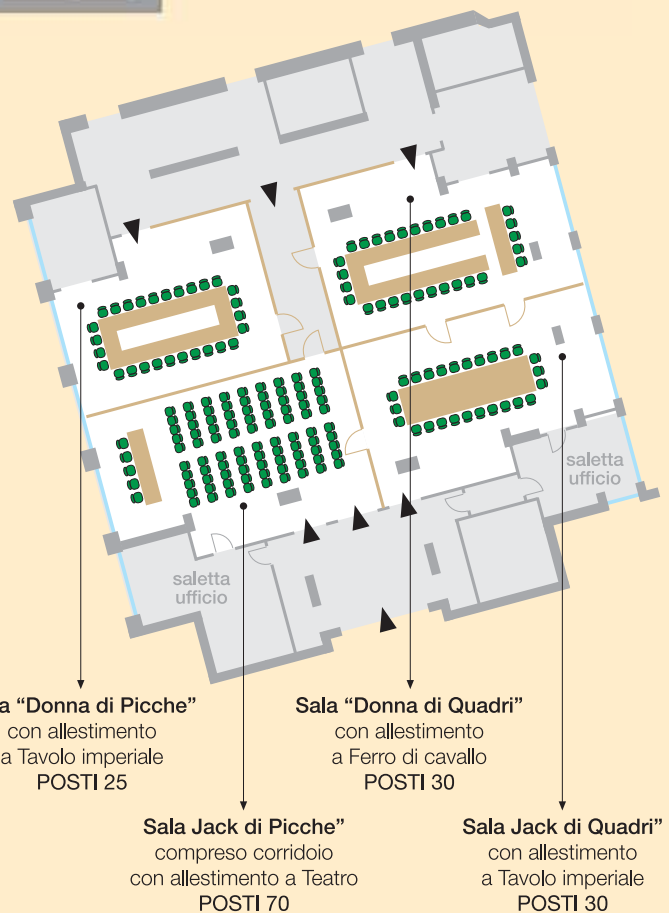 saletta
ufficio
saletta
ufficio
“Donna di Picche”
con allestimento
a Tavolo imperiale
POSTI 25
Sala “Donna di Quadri”
con allestimento
a Ferro di cavallo
POSTI 30
Sala Jack di Picche”
compreso corridoio
con allestimento a Teatro
POSTI 70
Sala Jack di Quadri”
con allestimento
a Tavolo imperiale
POSTI 30